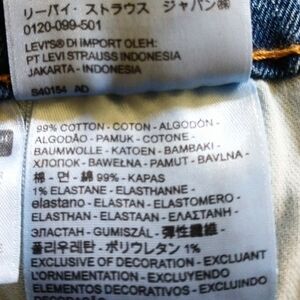 リーバイ・ストラウス ジャパン(株)
0120-099-501
LEVI'S® Di IMPORT OLEH:
PT LEVI STRAUSS INDONESIA
JAKARTA - INDONESIA
S40154 AD
99% COTTON - COTON - ALGODÓN -
ALGODÃO - PAMUK - COTONE -
BAUMWOLLE - KATOEN - BAMBAKI -
ХЛОПОК - BAWEŁNA - PAMUT - BAVLNA -
棉 - 면 - 綿 99% - KAPAS
1% ELASTANE - ELASTHANNE -
elastano - ELASTAN - ELASTOMERO -
ELASTHAN - ELASTAAN - ΕΛΑΣΤΑΝΗ -
ЭЛАСТАН - GUMISZÁL - 彈性纖維 -
폴리우레탄 - ポリウレタン 1%
EXCLUSIVE OF DECORATION - EXCLUANT
L'ORNEMENTATION - EXCLUYENDO
ELEMENTOS DECORATIVOS - EXCLUINDO